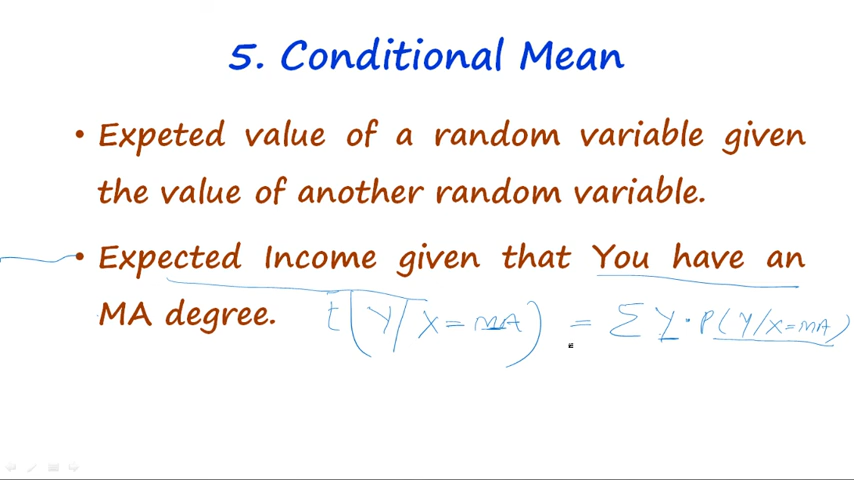 5. Conditional Mean
• Expeted value of a random variable given
the value of another random variable.
• Expected Income given that You have an
MA degree. E(Y/X=MA) = ΣY·P(Y/X=MA)